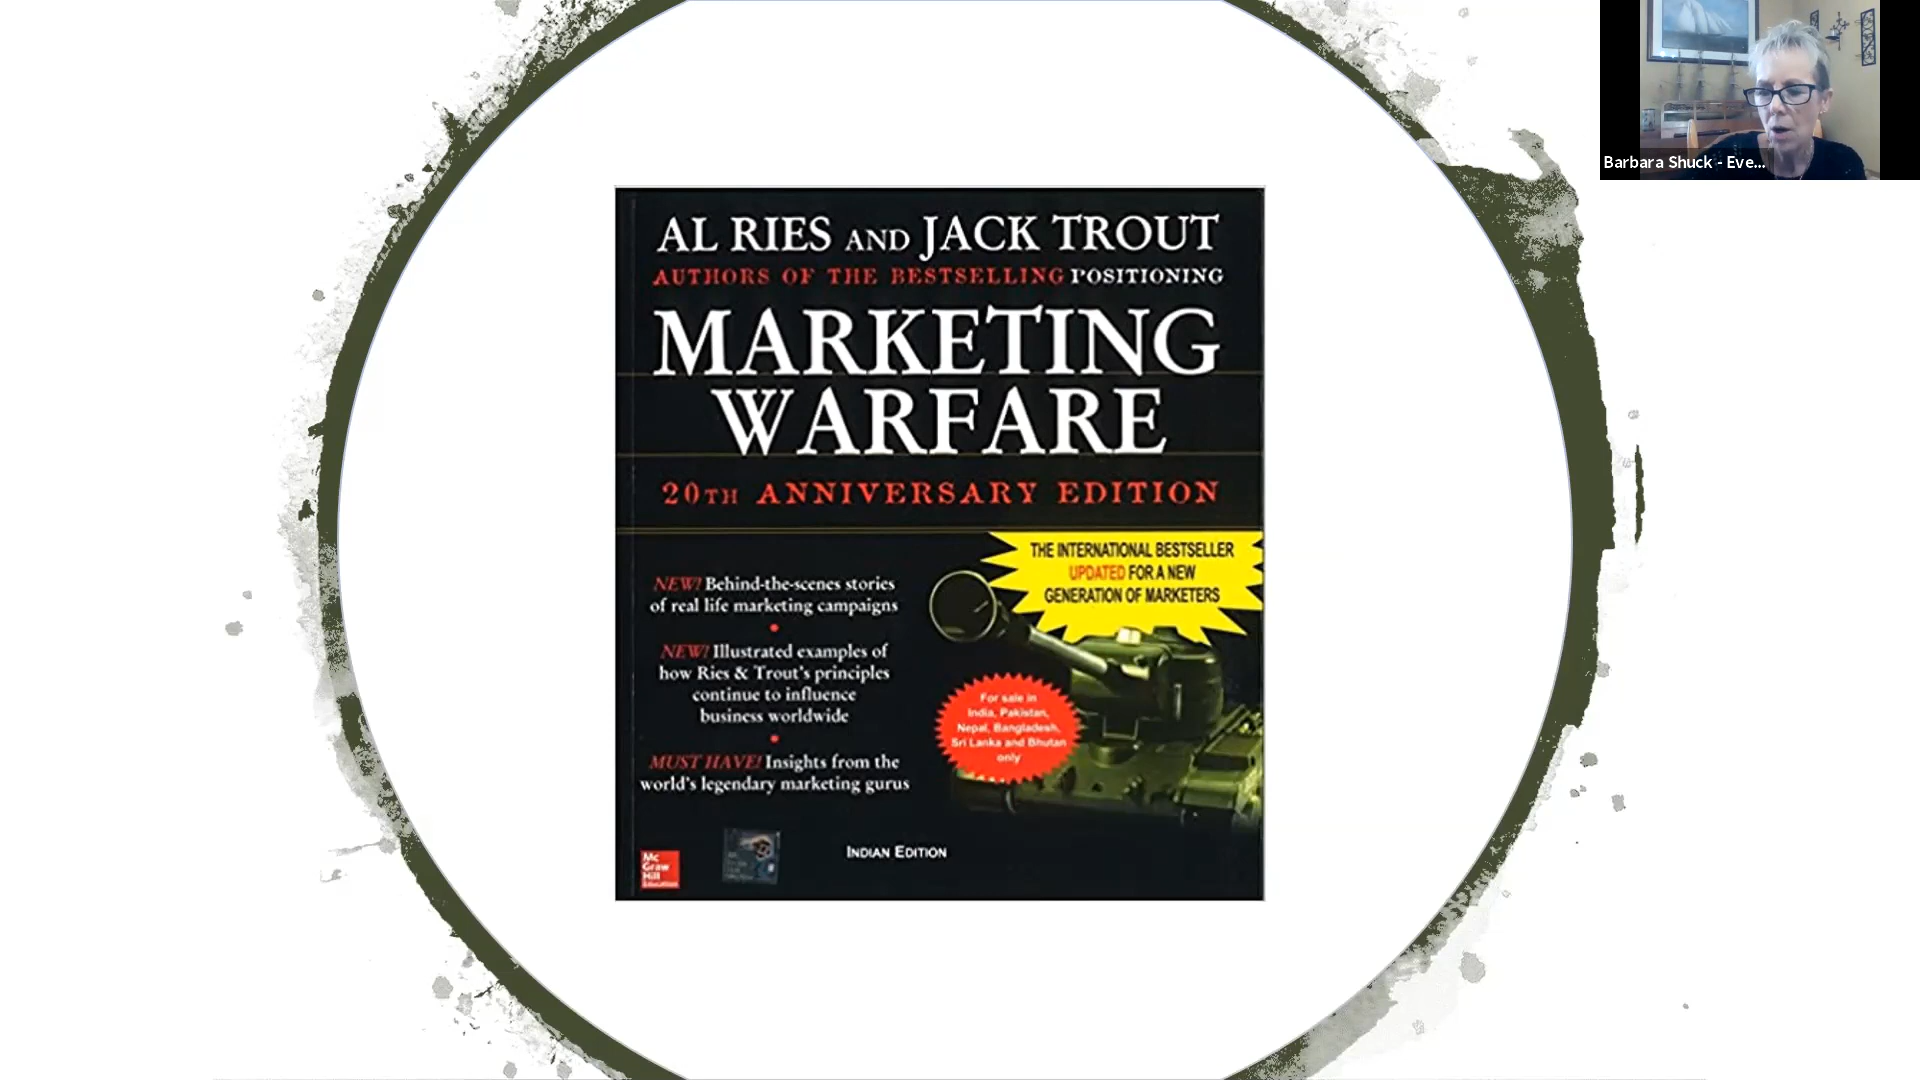 AL RIES AND JACK TROUT
AUTHORS OF THE BESTSELLING POSITIONING
MARKETING
WARFARE
20TH ANNIVERSARY EDITION
THE INTERNATIONAL BESTSELLER
UPDATED FOR A NEW
GENERATION OF MARKETERS
NEW! Behind-the-scenes stories
of real life marketing campaigns
NEW! Illustrated examples of
how Ries & Trout's principles
continue to influence
business worldwide
MUST HAVE! Insights from the
world's legendary marketing gurus
For sale in
India, Pakistan,
Nepal, Bangladesh,
Sri Lanka and Bhutan
only
INDIAN EDITION
Mc
Graw
Hill
Education
Barbara Shuck - Eve...